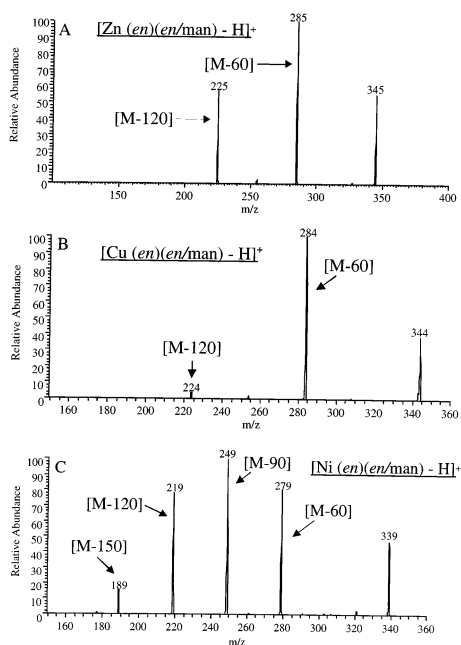 A
[Zn (en)(en/man) - H]+
285
[M-60]
225
345
[M-120]
Relative Abundance
100
90
80
70
60
50
40
30
20
10
0
150 200 250 300 350 400
m/z
B
[Cu (en)(en/man) - H]+
284
[M-60]
344
[M-120]
224
Relative Abundance
100
90
80
70
60
50
40
30
20
10
0
160 180 200 220 240 260 280 300 320 340 360
m/z
C
249
[M-90]
[Ni (en)(en/man) - H]+
219
279
[M-120]
[M-60]
339
[M-150]
189
Relative Abundance
100
90
80
70
60
50
40
30
20
10
0
160 180 200 220 240 260 280 300 320 340 360
m/z